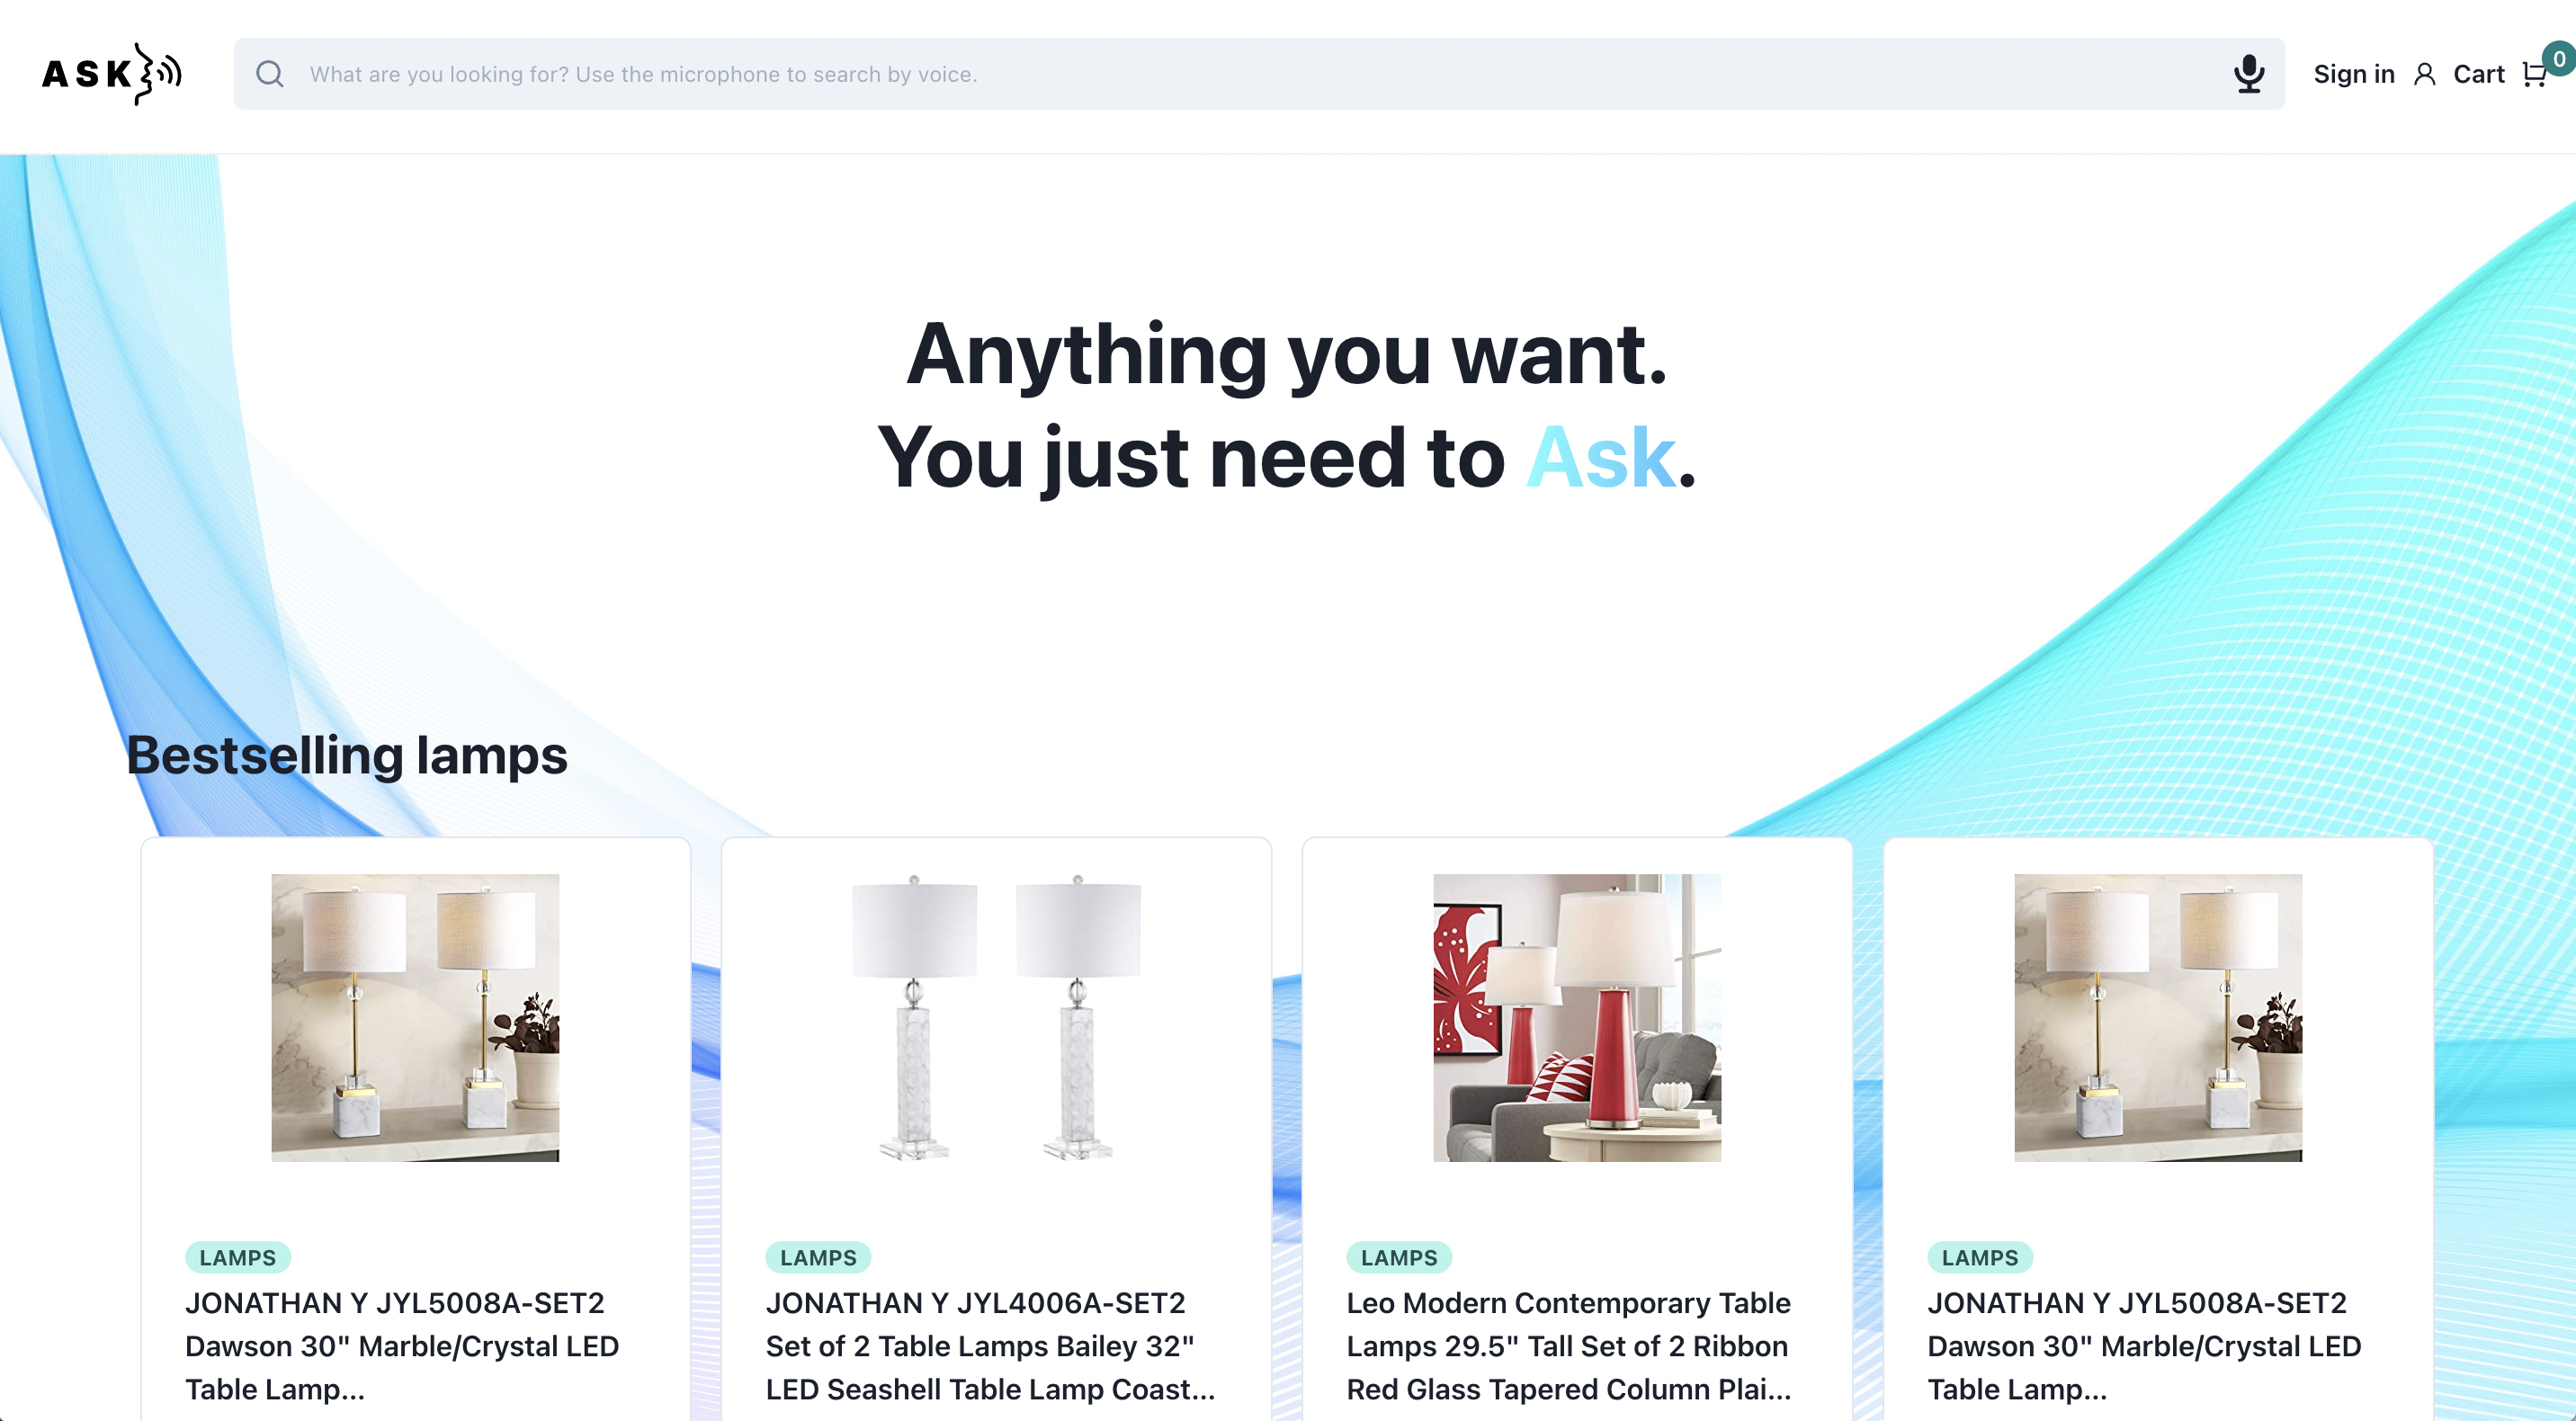 ASK
What are you looking for? Use the microphone to search by voice.
Sign in
Cart
0
Anything you want.
You just need to Ask.
Bestselling lamps
LAMPS
JONATHAN Y JYL5008A-SET2
Dawson 30" Marble/Crystal LED
Table Lamp...
LAMPS
JONATHAN Y JYL4006A-SET2
Set of 2 Table Lamps Bailey 32"
LED Seashell Table Lamp Coast...
LAMPS
Leo Modern Contemporary Table
Lamps 29.5" Tall Set of 2 Ribbon
Red Glass Tapered Column Plai...
LAMPS
JONATHAN Y JYL5008A-SET2
Dawson 30" Marble/Crystal LED
Table Lamp...